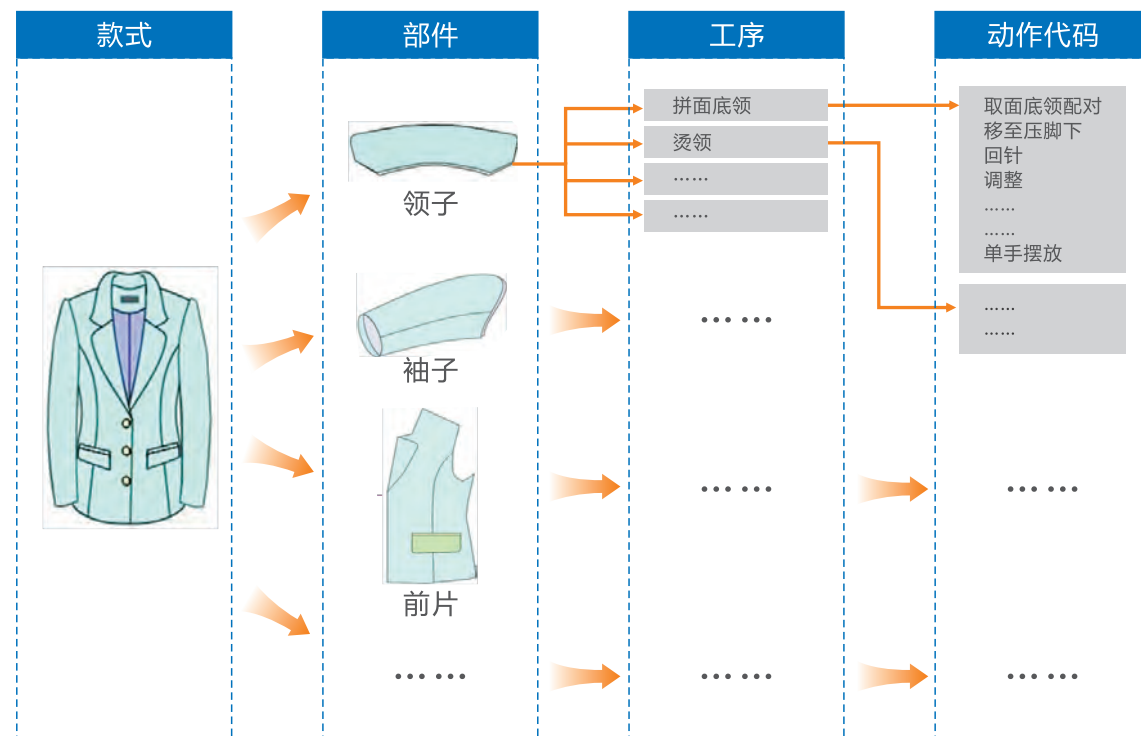 款式
部件
工序
动作代码
领子
袖子
前片
…… 
拼面底领
烫领
……
……
…… 
…… 
…… 
取面底领配对
移至压脚下
回针
调整
……
……
单手摆放
……
……
……
……